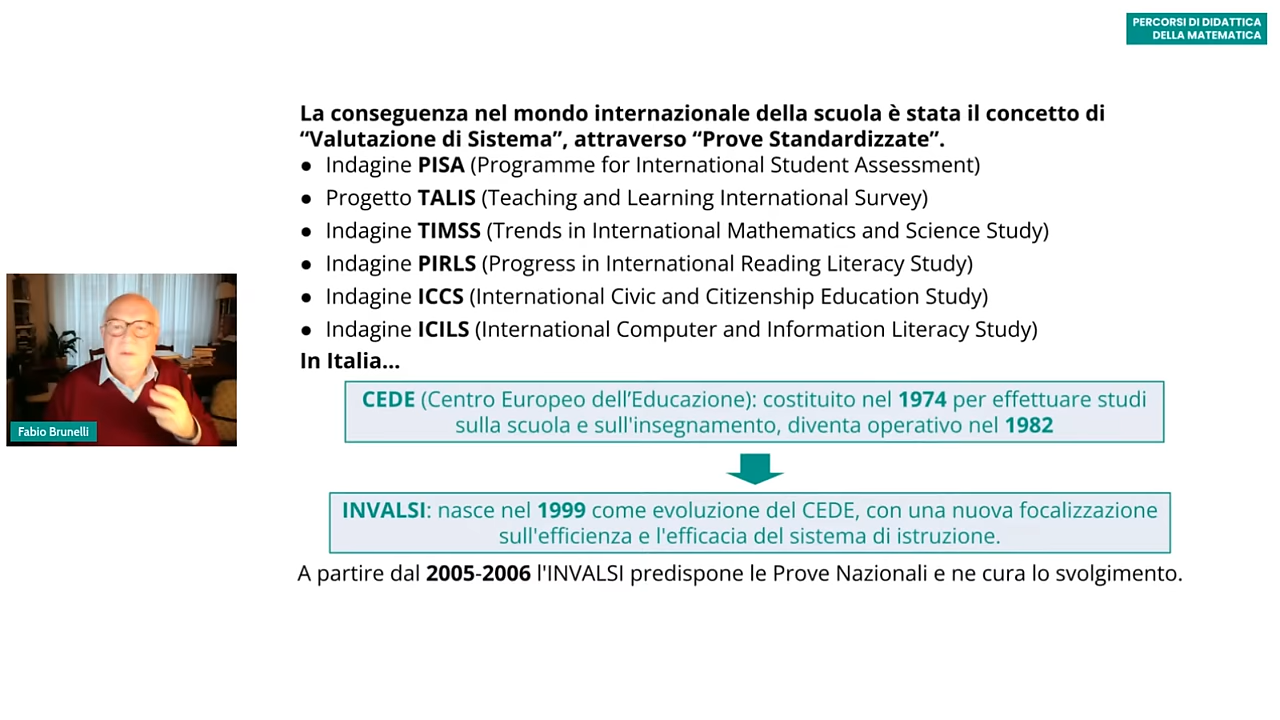 PERCORSI DI DIDATTICA
DELLA MATEMATICA
La conseguenza nel mondo internazionale della scuola è stata il concetto di
“Valutazione di Sistema”, attraverso “Prove Standardizzate”.
● Indagine PISA (Programme for International Student Assessment)
● Progetto TALIS (Teaching and Learning International Survey)
● Indagine TIMSS (Trends in International Mathematics and Science Study)
● Indagine PIRLS (Progress in International Reading Literacy Study)
● Indagine ICCS (International Civic and Citizenship Education Study)
● Indagine ICILS (International Computer and Information Literacy Study)
In Italia...
CEDE (Centro Europeo dell’Educazione): costituito nel 1974 per effettuare studi
sulla scuola e sull'insegnamento, diventa operativo nel 1982
INVALSI: nasce nel 1999 come evoluzione del CEDE, con una nuova focalizzazione
sull'efficienza e l'efficacia del sistema di istruzione.
A partire dal 2005-2006 l'INVALSI predispone le Prove Nazionali e ne cura lo svolgimento.
Fabio Brunelli